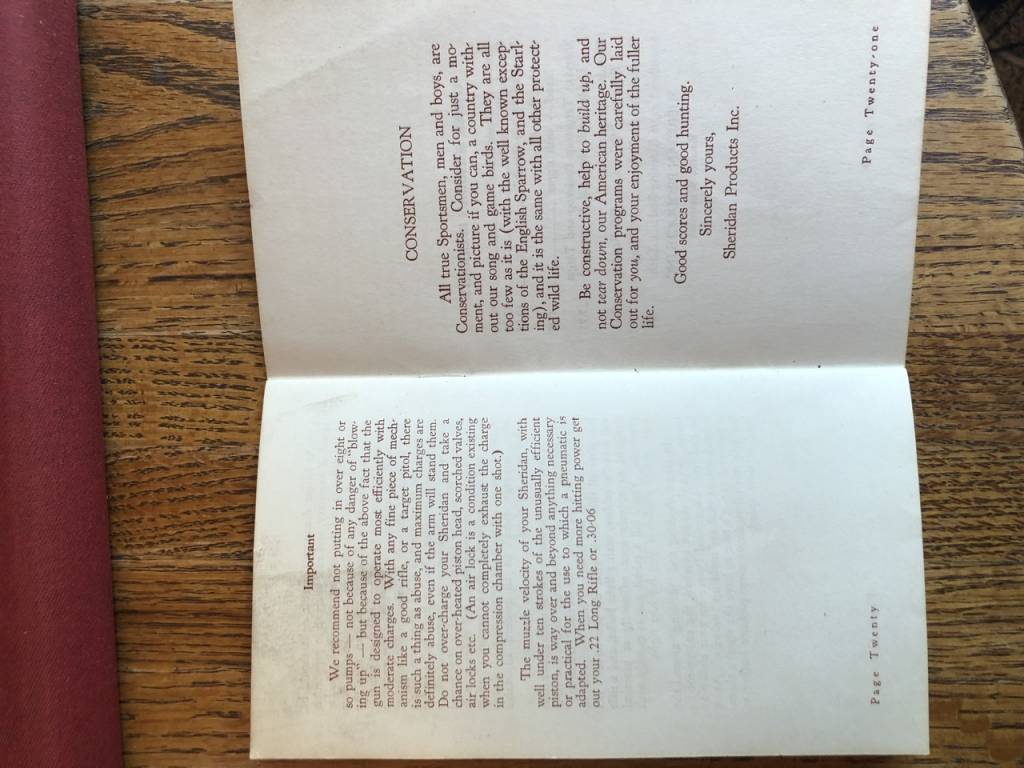 Important
We recommend not putting in over eight or
so pumps — not because of any danger of "blow-
ing up" — but because of the above fact that the
gun is designed to operate most efficiently with
moderate charges. With any fine piece of mech-
anism like a good rifle, or a target pitol, there
is such a thing as abuse, and maximum charges are
definitely abuse, even if the arm will stand them.
Do not over-charge your Sheridan and take a
chance on over-heated piston head, scorched valves,
air locks etc. (An air lock is a condition existing
when you cannot completely exhaust the charge
in the compression chamber with one shot.)
The muzzle velocity of your Sheridan, with
well under ten strokes of the unusually efficient
piston, is way over and beyond anything necessary
or practical for the use to which a pneumatic is
adapted. When you need more hitting power get
out your .22 Long Rifle or .30-06
Page Twenty
CONSERVATION
All true Sportsmen, men and boys, are
Conservationists. Consider for just a mo-
ment, and picture if you can, a country with-
out our song and game birds. They are all
too few as it is (with the well known excep-
tions of the English Sparrow, and the Starl-
ing), and it is the same with all other protect-
ed wild life.
Be constructive, help to build up, and
not tear down, our American heritage. Our
Conservation programs were carefully laid
out for you, and your enjoyment of the fuller
life.
Good scores and good hunting.
Sincerely yours,
Sheridan Products Inc.
Page Twenty-one